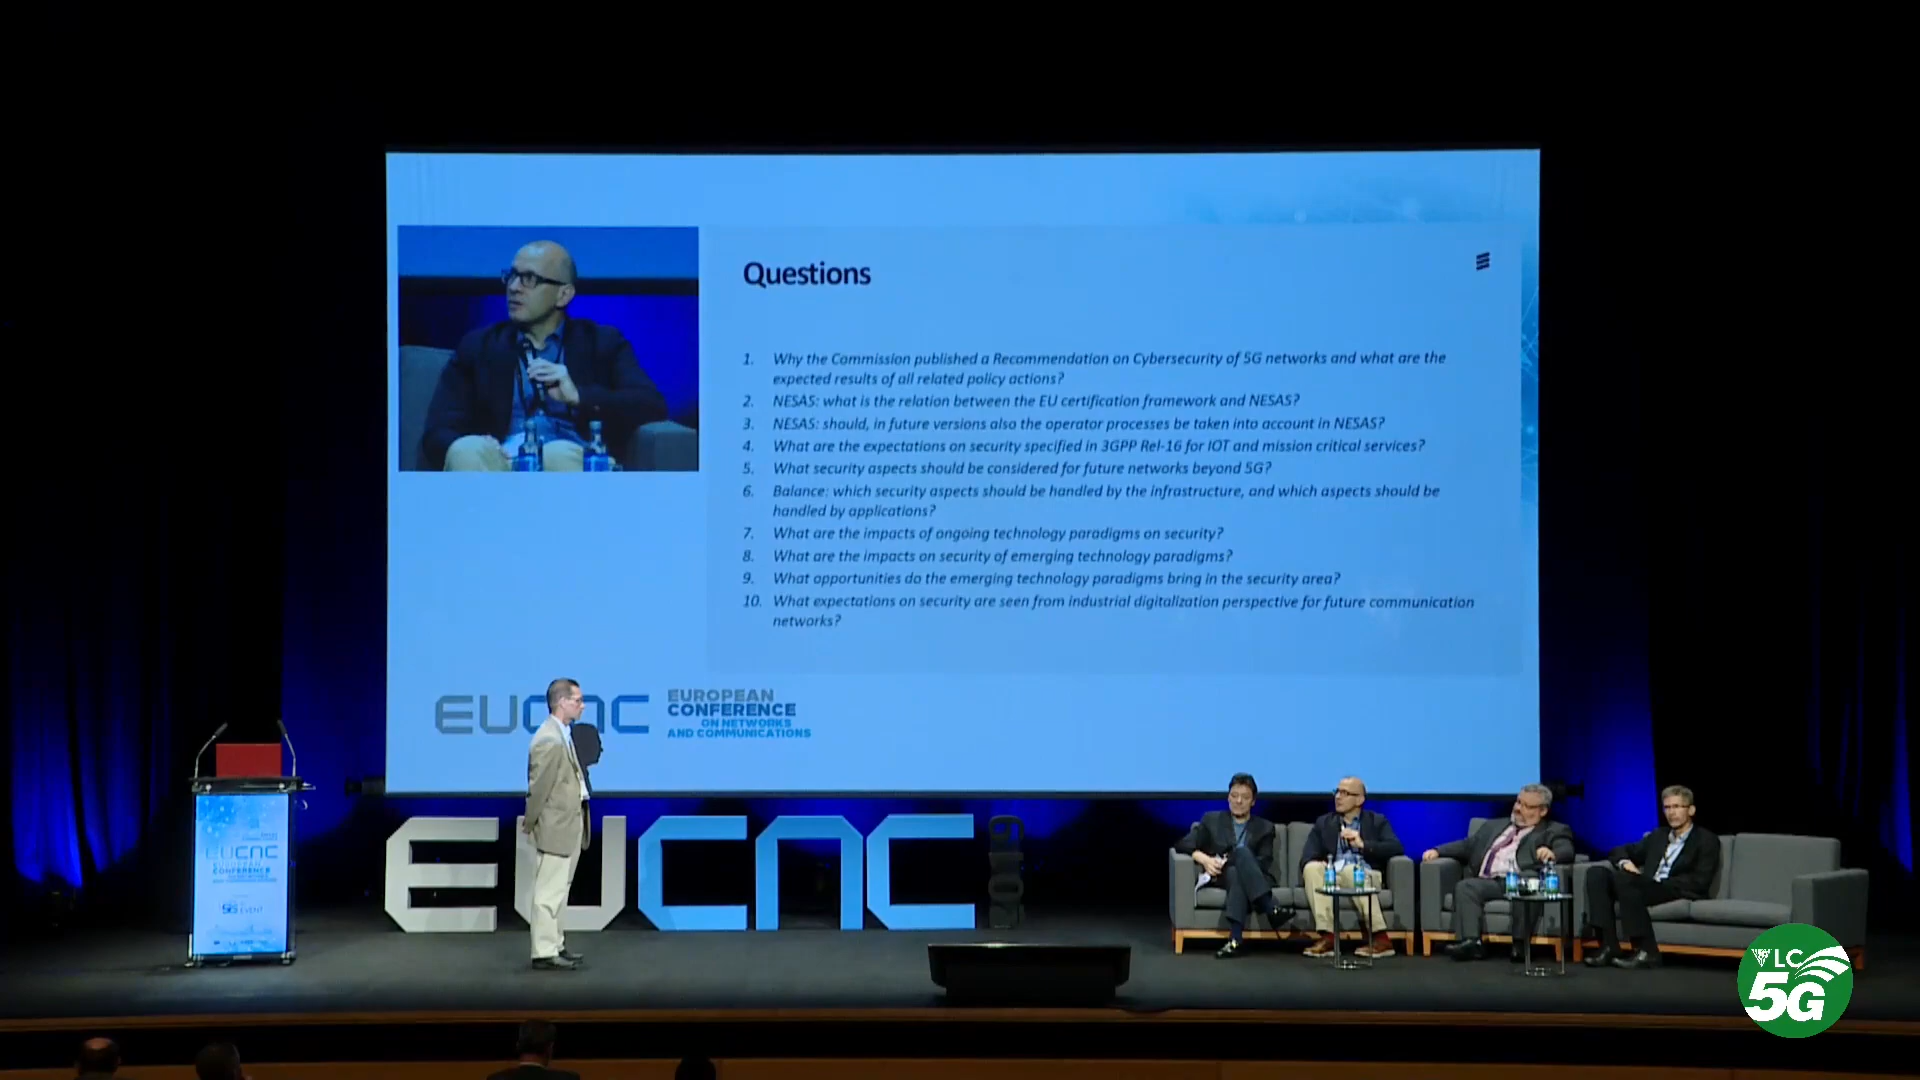 Questions
1. Why the Commission published a Recommendation on Cybersecurity of 5G networks and what are the
expected results of all related policy actions?
2. NESAS: what is the relation between the EU certification framework and NESAS?
3. NESAS: should, in future versions also the operator processes be taken into account in NESAS?
4. What are the expectations on security specified in 3GPP Rel-16 for IOT and mission critical services?
5. What security aspects should be considered for future networks beyond 5G?
6. Balance: which security aspects should be handled by the infrastructure, and which aspects should be
handled by applications?
7. What are the impacts of ongoing technology paradigms on security?
8. What are the impacts on security of emerging technology paradigms?
9. What opportunities do the emerging technology paradigms bring in the security area?
10. What expectations on security are seen from industrial digitalization perspective for future communication
networks?
EUCNC
EUROPEAN
CONFERENCE
ON NETWORKS
AND COMMUNICATIONS
EUCNC
EUCNC
EUROPEAN
CONFERENCE
5G EVENT
VLC
5G